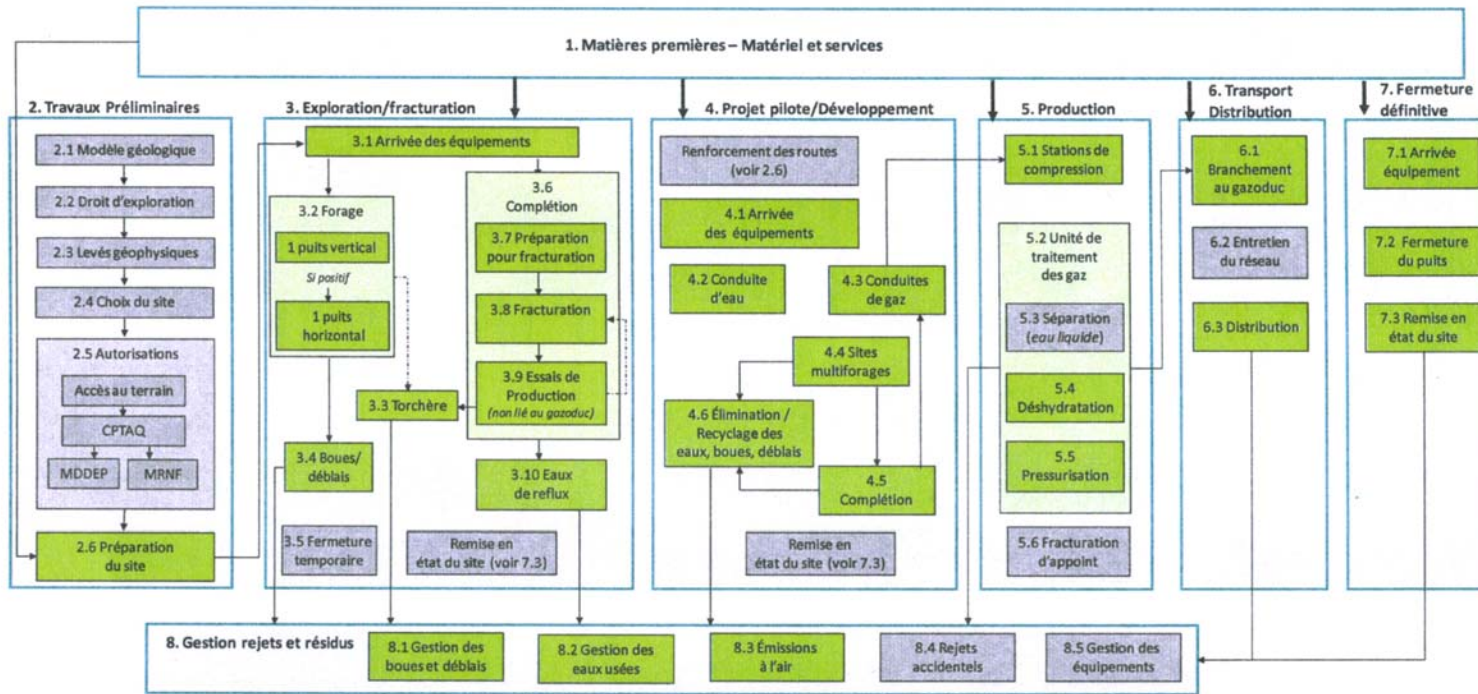 1. Matières premières – Matériel et services
2. Travaux Préliminaires
2.1 Modèle géologique
2.2 Droit d'exploration
2.3 Levés géophysiques
2.4 Choix du site
2.5 Autorisations
Accès au terrain
CPTAQ
MDDEP
MRNF
2.6 Préparation
du site
3. Exploration/fracturation
3.1 Arrivée des équipements
3.2 Forage
1 puits vertical
Si positif
1 puits
horizontal
3.3 Torchère
3.4 Boues/
déblais
3.5 Fermeture
temporaire
3.6
Complétion
3.7 Préparation
pour fracturation
3.8 Fracturation
3.9 Essais de
Production
(non lié au gazoduc)
3.10 Eaux
de reflux
Remise en
état du site (voir 7.3)
4. Projet pilote/Développement
Renforcement des routes
(voir 2.6)
4.1 Arrivée
des équipements
4.2 Conduite
d'eau
4.3 Conduites
de gaz
4.4 Sites
multiforages
4.6 Élimination /
Recyclage des
eaux, boues, déblais
4.5
Complétion
Remise en
état du site (voir 7.3)
5. Production
5.1 Stations de
compression
5.2 Unité de
traitement
des gaz
5.3 Séparation
(eau liquide)
5.4
Déshydratation
5.5
Pressurisation
5.6 Fracturation
d'appoint
6. Transport
Distribution
6.1
Branchement
au gazoduc
6.2 Entretien
du réseau
6.3 Distribution
7. Fermeture
définitive
7.1 Arrivée
équipement
7.2 Fermeture
du puits
7.3 Remise en
état du site
8. Gestion rejets et résidus
8.1 Gestion des
boues et déblais
8.2 Gestion des
eaux usées
8.3 Émissions
à l'air
8.4 Rejets
accidentels
8.5 Gestion des
équipements